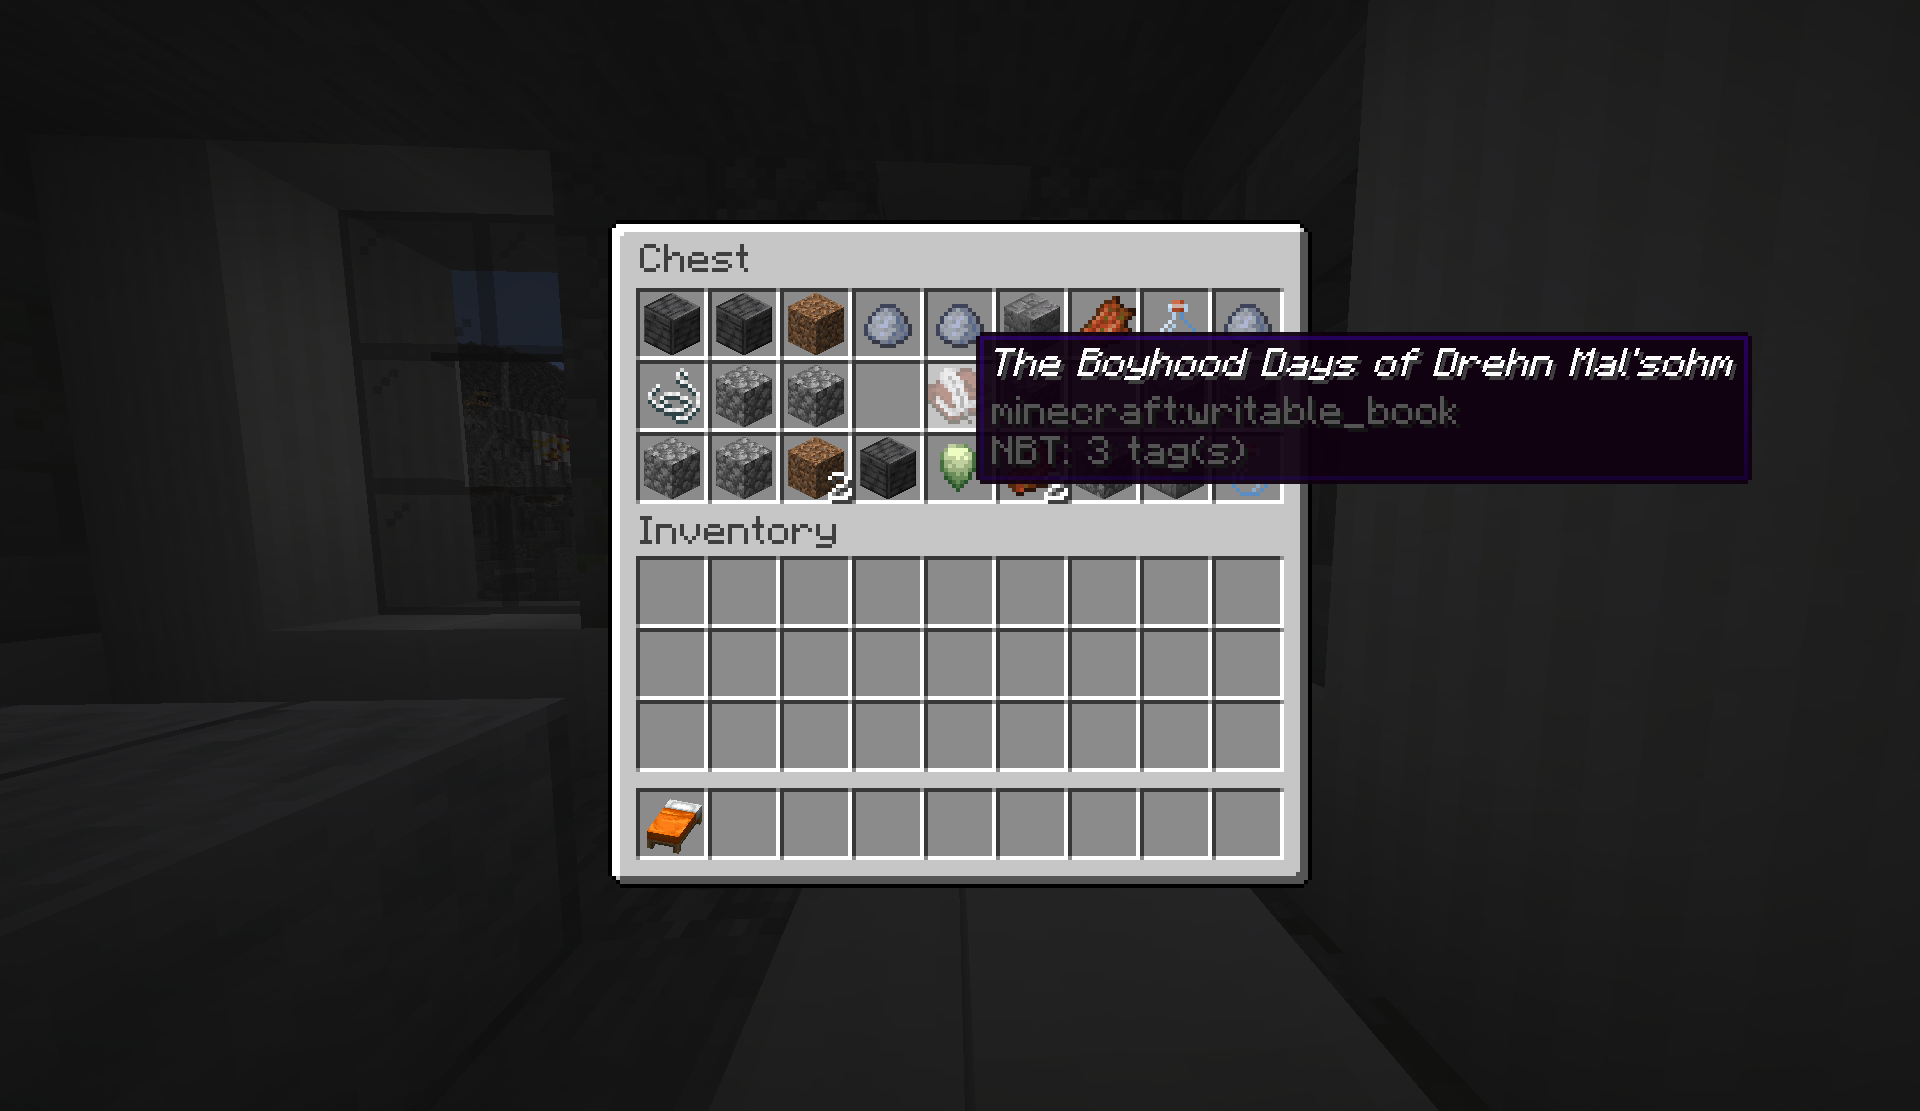 Chest
The Boyhood Days of Drehn Mal'sohm
minecraft:writable_book
NBT: 3 tag(s)
2
Inventory